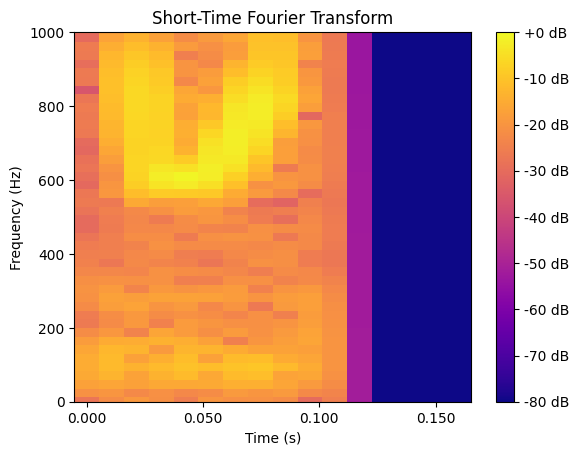 Short-Time Fourier Transform
1000
800
600
400
200
0
Frequency (Hz)
0.000
0.050
0.100
0.150
Time (s)
+0 dB
-10 dB
-20 dB
-30 dB
-40 dB
-50 dB
-60 dB
-70 dB
-80 dB